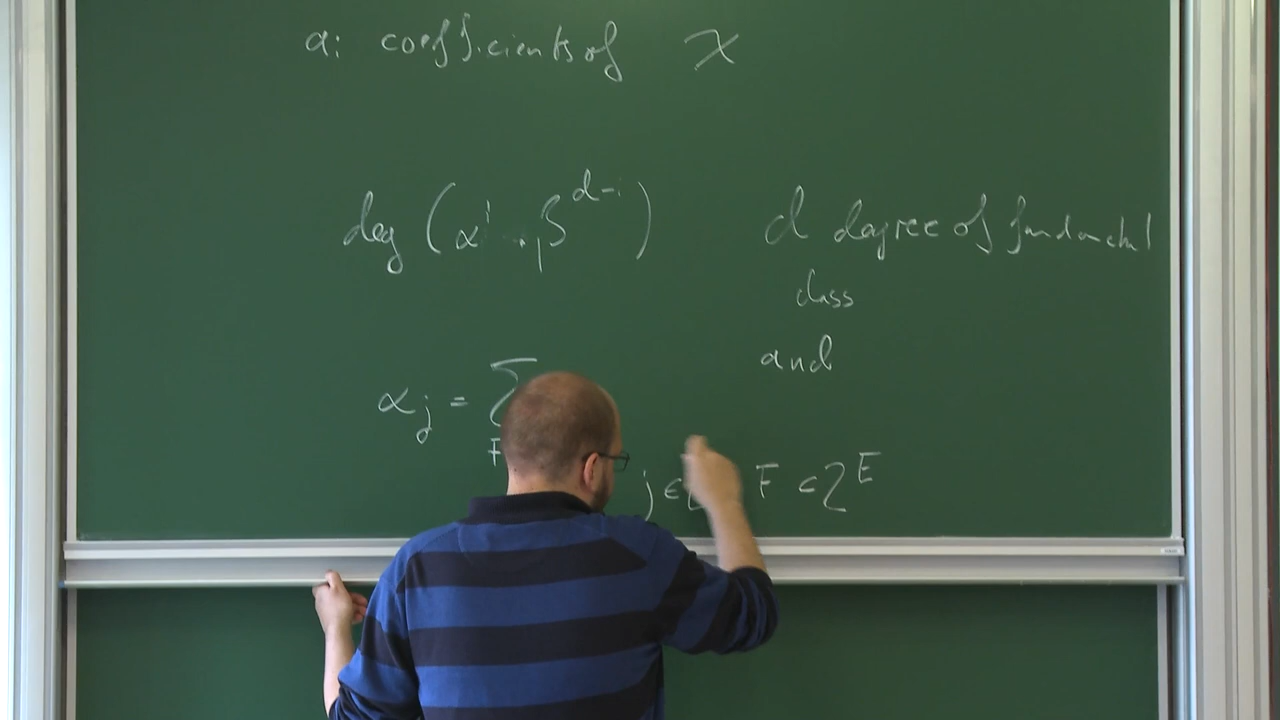 a: coefficients of χ
deg (α^i · β^{d-i}) d degree of fundamental
class
and
α_j = ∑
F
j ∈ F ∈ 2^E